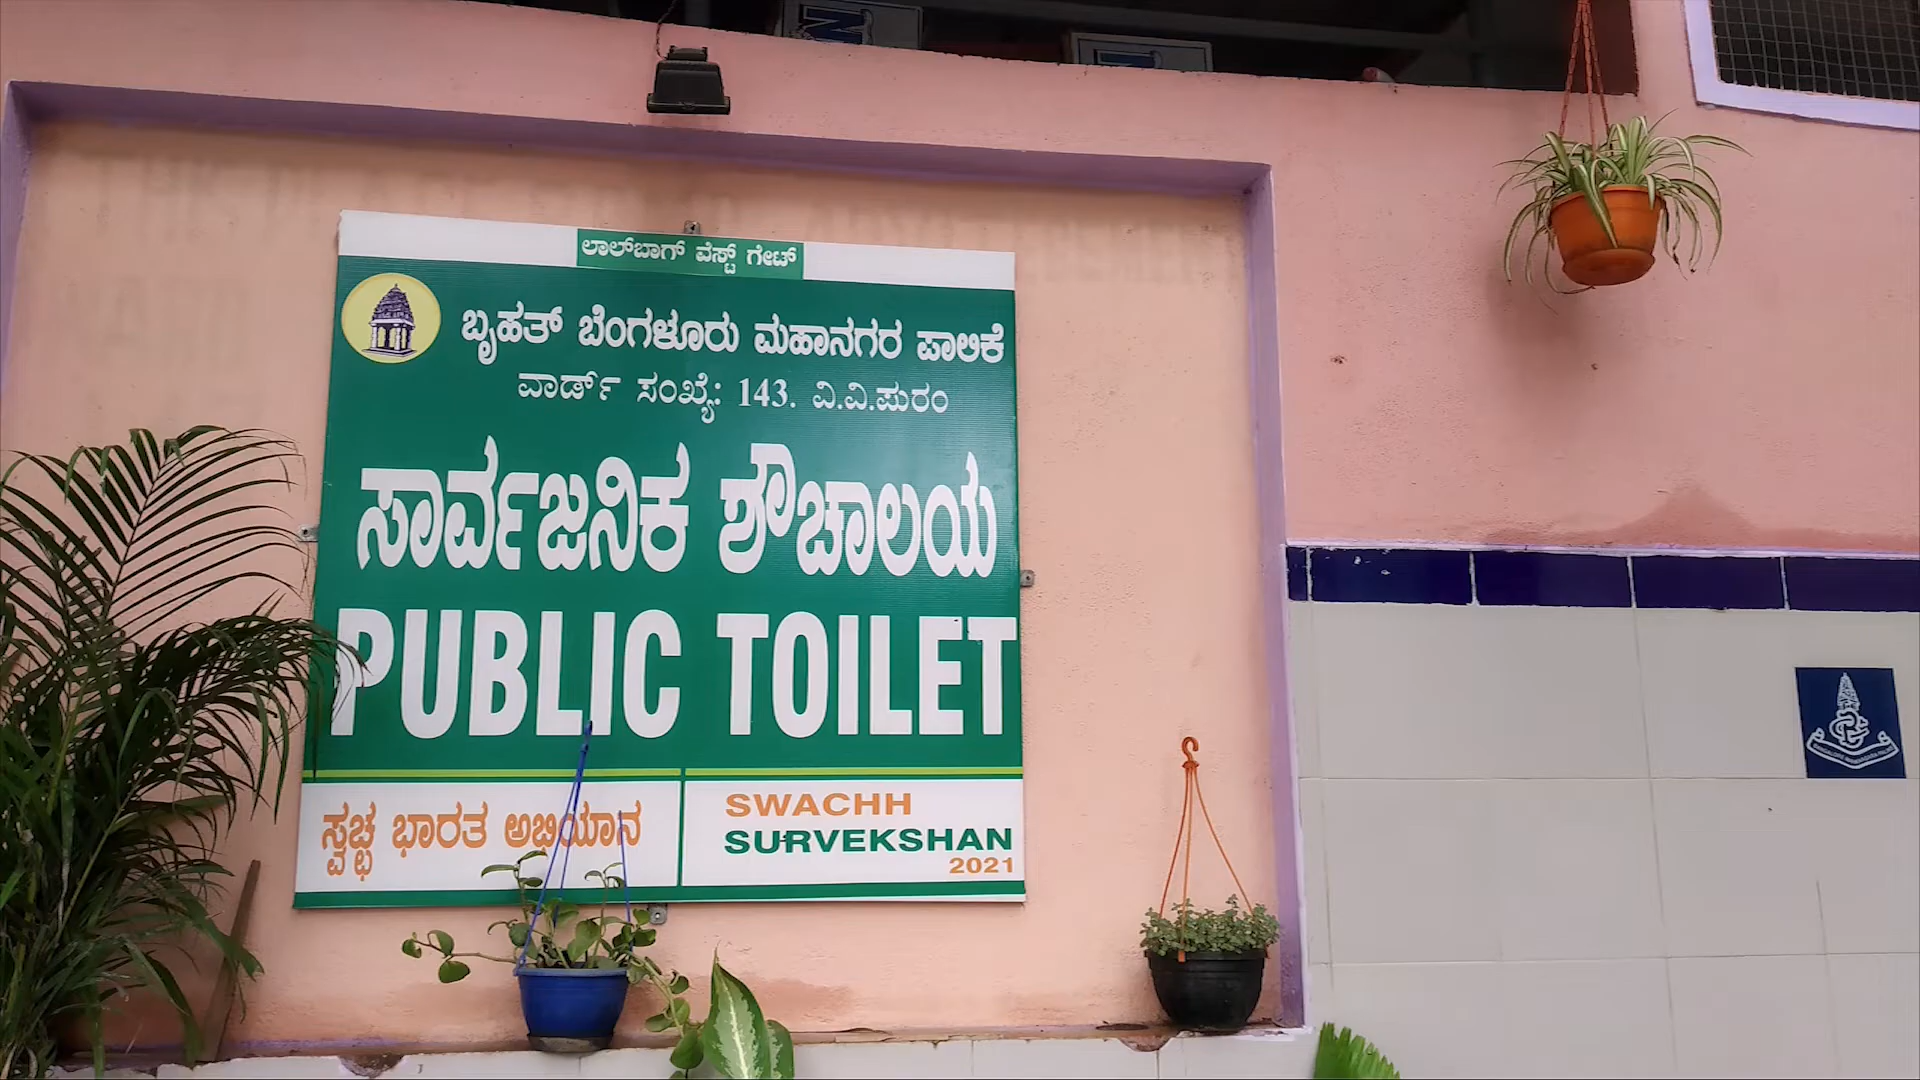 ಲಾಲ್‌ಬಾಗ್ ವೆಸ್ಟ್ ಗೇಟ್
ಬೃಹತ್ ಬೆಂಗಳೂರು ಮಹಾನಗರ ಪಾಲಿಕೆ
ವಾರ್ಡ್ ಸಂಖ್ಯೆ: 143. ವಿ.ವಿ.ಪುರಂ
ಸಾರ್ವಜನಿಕ ಶೌಚಾಲಯ
PUBLIC TOILET
ಸ್ವಚ್ಛ ಭಾರತ ಅಭಿಯಾನ
SWACHH
SURVEKSHAN
2021